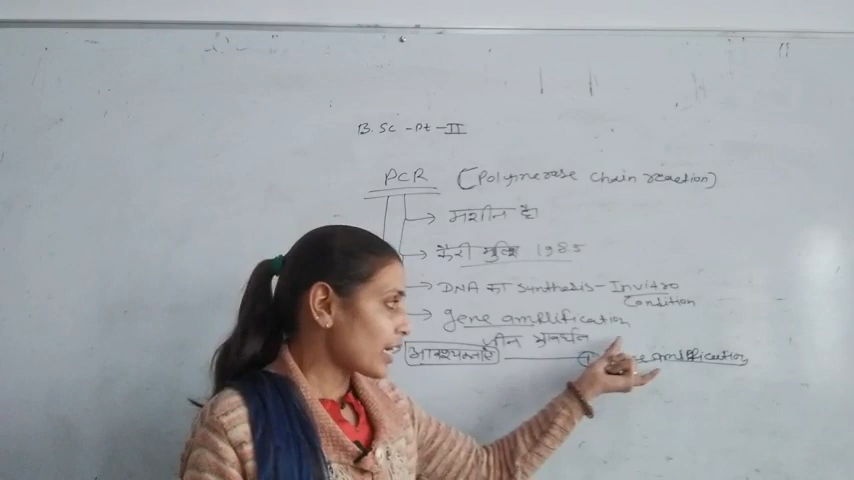 B.Sc - Pt - II
PCR (Polymerase chain reaction)
मशीन है
कैरी मुलिस 1985
DNA का synthesis - Invitro
Condition
gene amplification
जीन प्रवर्धन
आवश्यकताएँ
amplification